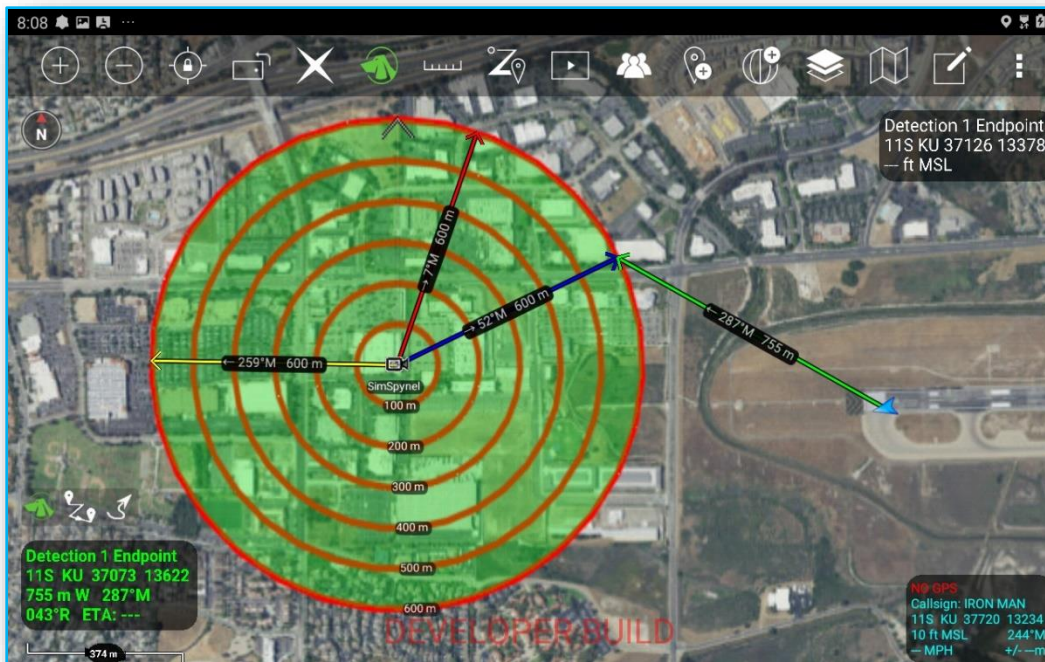 8:08
N
Detection 1 Endpoint
11S KU 37126 13378
--- ft MSL
→ 7°M 600 m
→ 52°M 600 m
← 287°M 755 m
← 259°M 600 m
SimSpynel
100 m
200 m
300 m
400 m
500 m
600 m
Detection 1 Endpoint
11S KU 37073 13622
755 m W 287°M
043°R ETA: ---
374 m
DEVELOPER BUILD
NO GPS
Callsign: IRON MAN
11S KU 37720 13234
10 ft MSL 244°M
-- MPH +/- ---m